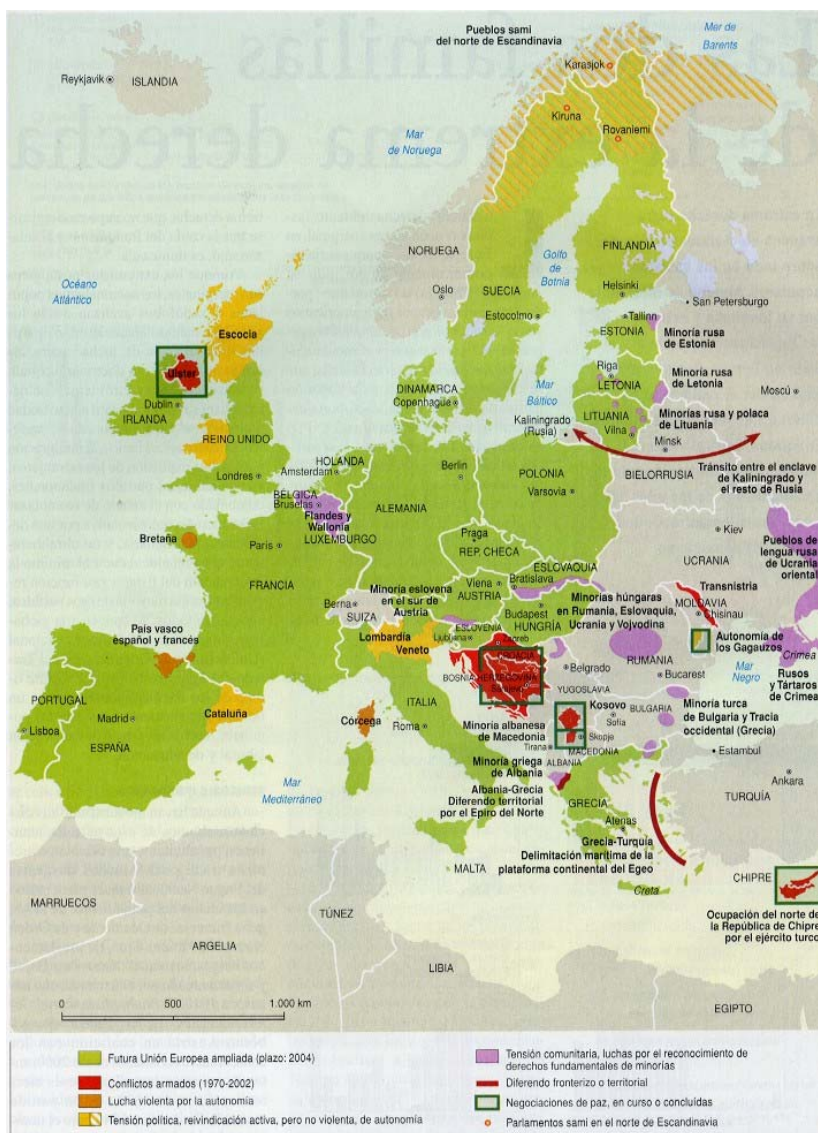 Pueblos sami
del norte de Escandinavia
Mar de
Barents
Karasjok
Reykjavik
ISLANDIA
Kiruna
Rovaniemi
Mar
de Noruega
NORUEGA
FINLANDIA
Golfo
de
Botnia
Océano
Atlántico
Oslo
SUECIA
Helsinki
San Petersburgo
Estocolmo
Tallinn
Escocia
ESTONIA
Minoría rusa
de Estonia
Ulster
Riga
Minoría rusa
de Letonia
Moscú
DINAMARCA
LETONIA
Mar
Báltico
Copenhague
Dublin
IRLANDA
LITUANIA
Minorías rusa y polaca
de Lituania
Kaliningrado
(Rusia)
Vilna
REINO UNIDO
Minsk
HOLANDA
Amsterdam
Berlin
POLONIA
BIELORRUSIA
Tránsito entre el enclave
de Kaliningrado y
el resto de Rusia
Londres
BÉLGICA
Bruselas
ALEMANIA
Varsovia
Flandes y
Wallonia
LUXEMBURGO
Kiev
Bretaña
Praga
REP. CHECA
Pueblos de
lengua rusa
de Ucrania
oriental
Paris
UCRANIA
ESLOVAQUIA
FRANCIA
Viena
Bratislava
Transnistria
Minoría eslovena
en el sur de
Austria
AUSTRIA
Minorías húngaras
en Rumania, Eslovaquia,
Ucrania y Vojvodina
MOLDAVIA
Chisinau
Berna
SUIZA
Budapest
HUNGRÍA
País vasco
español y francés
ESLOVENIA
Ljubljana
Zagreb
Lombardía
Veneto
CROACIA
Autonomía de
los Gagauzos
Crimea
RUMANIA
BOSNIA HERZEGOVINA
Sarajevo
Belgrado
Mar
Negro
Bucarest
Rusos
y Tártaros
de Crimea
YUGOSLAVIA
PORTUGAL
ITALIA
Cataluña
Córcega
Kosovo
Sofia
BULGARIA
Minoría turca
de Bulgaria y Tracia
occidental (Grecia)
Madrid
Roma
Minoría albanesa
de Macedonia
Skopje
Lisboa
ESPAÑA
Tirana
MACEDONIA
Estambul
Minoría griega
de Albania
ALBANIA
Ankara
Mar
Mediterráneo
Albania-Grecia
Diferendo territorial
por el Epiro del Norte
GRECIA
TURQUÍA
Atenas
Grecia-Turquía
Delimitación marítima de la
plataforma continental del Egeo
MALTA
Creta
CHIPRE
MARRUECOS
TÚNEZ
Ocupación del norte de
la República de Chipre
por el ejército turco
ARGELIA
LIBIA
EGIPTO
0 500 1.000 km
Futura Unión Europea ampliada (plazo: 2004)
Conflictos armados (1970-2002)
Lucha violenta por la autonomía
Tensión política, reivindicación activa, pero no violenta, de autonomía
Tensión comunitaria, luchas por el reconocimiento de
derechos fundamentales de minorías
Diferendo fronterizo o territorial
Negociaciones de paz, en curso o concluidas
Parlamentos sami en el norte de Escandinavia